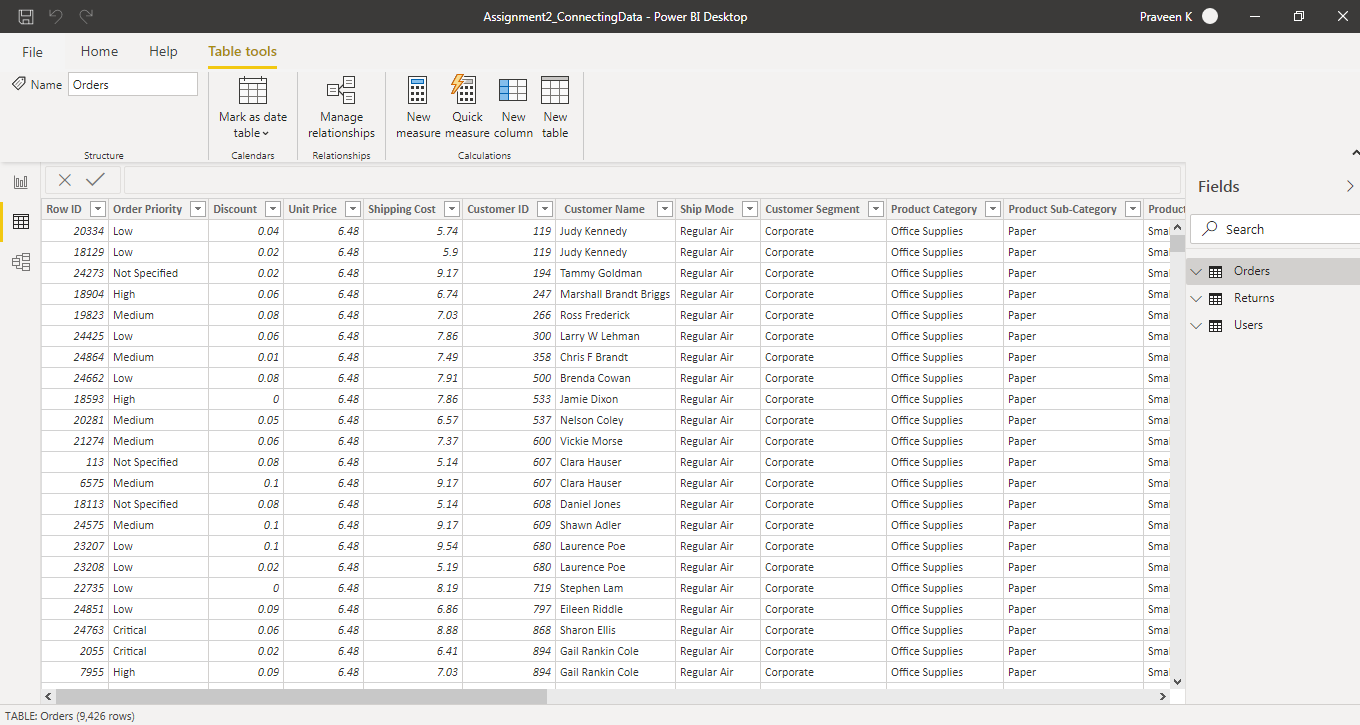 Assignment2_ConnectingData - Power BI Desktop
Praveen K
File Home Help Table tools
Name Orders
Mark as date table
Manage relationships
New measure
Quick measure
New column
New table
Structure Calendars Relationships Calculations
Row ID Order Priority Discount Unit Price Shipping Cost Customer ID Customer Name Ship Mode Customer Segment Product Category Product Sub-Category Product
20334 Low 0.04 6.48 5.74 119 Judy Kennedy Regular Air Corporate Office Supplies Paper Sma
18129 Low 0.02 6.48 5.9 119 Judy Kennedy Regular Air Corporate Office Supplies Paper Sma
24273 Not Specified 0.02 6.48 9.17 194 Tammy Goldman Regular Air Corporate Office Supplies Paper Sma
18904 High 0.06 6.48 6.74 247 Marshall Brandt Briggs Regular Air Corporate Office Supplies Paper Sma
19823 Medium 0.08 6.48 7.03 266 Ross Frederick Regular Air Corporate Office Supplies Paper Sma
24425 Low 0.06 6.48 7.86 300 Larry W Lehman Regular Air Corporate Office Supplies Paper Sma
24864 Medium 0.01 6.48 7.49 358 Chris F Brandt Regular Air Corporate Office Supplies Paper Sma
24662 Low 0.08 6.48 7.91 500 Brenda Cowan Regular Air Corporate Office Supplies Paper Sma
18593 High 0 6.48 7.86 533 Jamie Dixon Regular Air Corporate Office Supplies Paper Sma
20281 Medium 0.05 6.48 6.57 537 Nelson Coley Regular Air Corporate Office Supplies Paper Sma
21274 Medium 0.06 6.48 7.37 600 Vickie Morse Regular Air Corporate Office Supplies Paper Sma
113 Not Specified 0.08 6.48 5.14 607 Clara Hauser Regular Air Corporate Office Supplies Paper Sma
6575 Medium 0.1 6.48 9.17 607 Clara Hauser Regular Air Corporate Office Supplies Paper Sma
18113 Not Specified 0.08 6.48 5.14 608 Daniel Jones Regular Air Corporate Office Supplies Paper Sma
24575 Medium 0.1 6.48 9.17 609 Shawn Adler Regular Air Corporate Office Supplies Paper Sma
23207 Low 0.1 6.48 9.54 680 Laurence Poe Regular Air Corporate Office Supplies Paper Sma
23208 Low 0.02 6.48 5.19 680 Laurence Poe Regular Air Corporate Office Supplies Paper Sma
22735 Low 0 6.48 8.19 719 Stephen Lam Regular Air Corporate Office Supplies Paper Sma
24851 Low 0.09 6.48 6.86 797 Eileen Riddle Regular Air Corporate Office Supplies Paper Sma
24763 Critical 0.06 6.48 8.88 868 Sharon Ellis Regular Air Corporate Office Supplies Paper Sma
2055 Critical 0.02 6.48 6.41 894 Gail Rankin Cole Regular Air Corporate Office Supplies Paper Sma
7955 High 0.09 6.48 7.03 894 Gail Rankin Cole Regular Air Corporate Office Supplies Paper Sma
Fields
Search
Orders
Returns
Users
TABLE: Orders (9,426 rows)